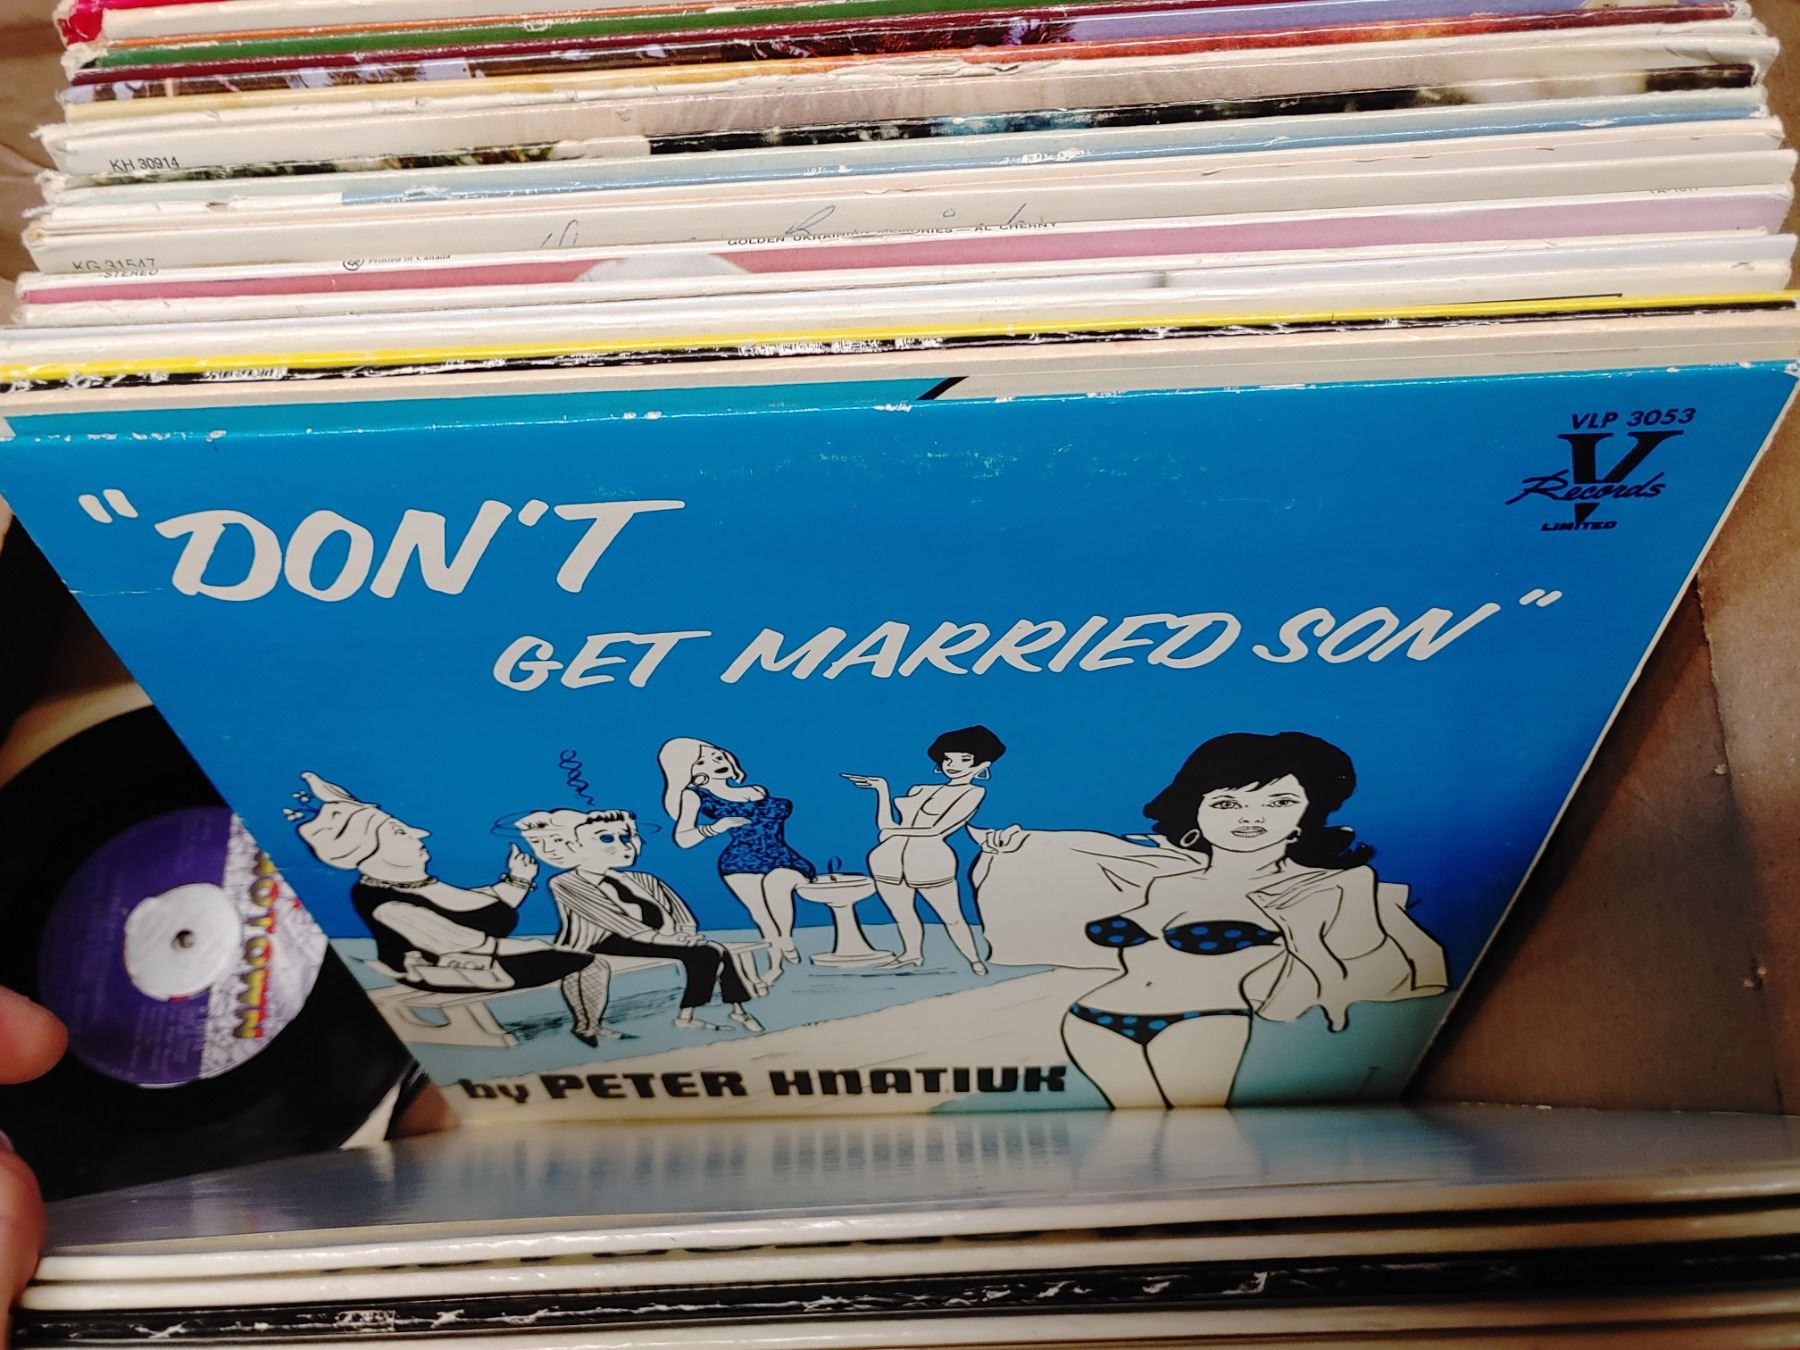 KH 30914
GOLDEN UKRAINIAN MEMORIES — AL CHERNY
KG 31547
STEREO
Printed in Canada
VLP 3053
V
Records
LIMITED
"DON'T
GET MARRIED SON"
by PETER HNATIUK
MOTOWN